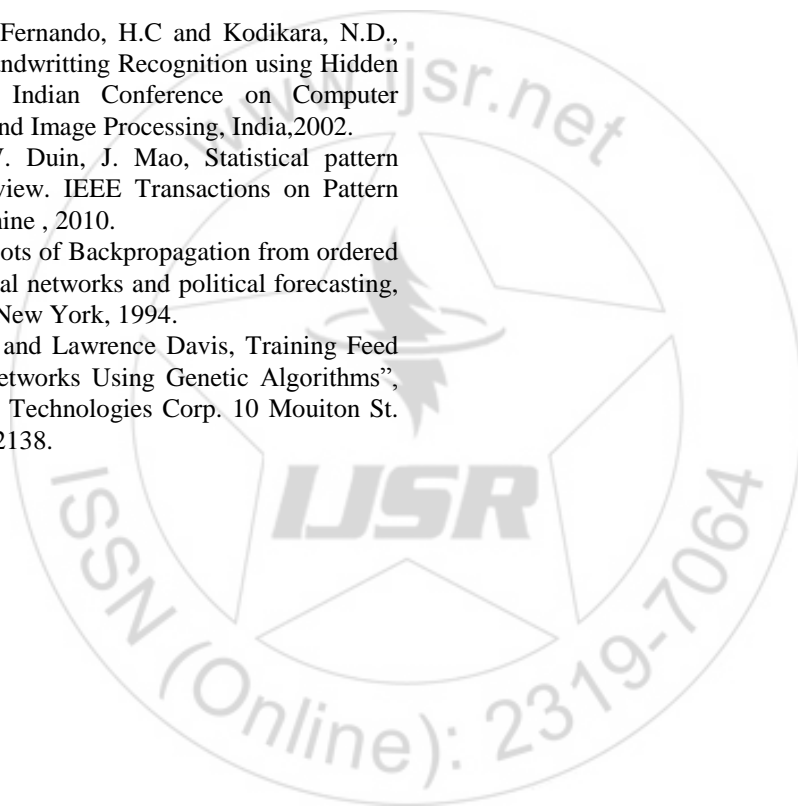 Fernando, H.C and Kodikara, N.D.,
andwritting Recognition using Hidden
Indian Conference on Computer
nd Image Processing, India,2002.
. Duin, J. Mao, Statistical pattern
view. IEEE Transactions on Pattern
ine , 2010.
ots of Backpropagation from ordered
al networks and political forecasting,
New York, 1994.
and Lawrence Davis, Training Feed
etworks Using Genetic Algorithms”,
Technologies Corp. 10 Mouiton St.
2138.
www.ijsr.net
IJSR
ISSN (Online): 2319-7064